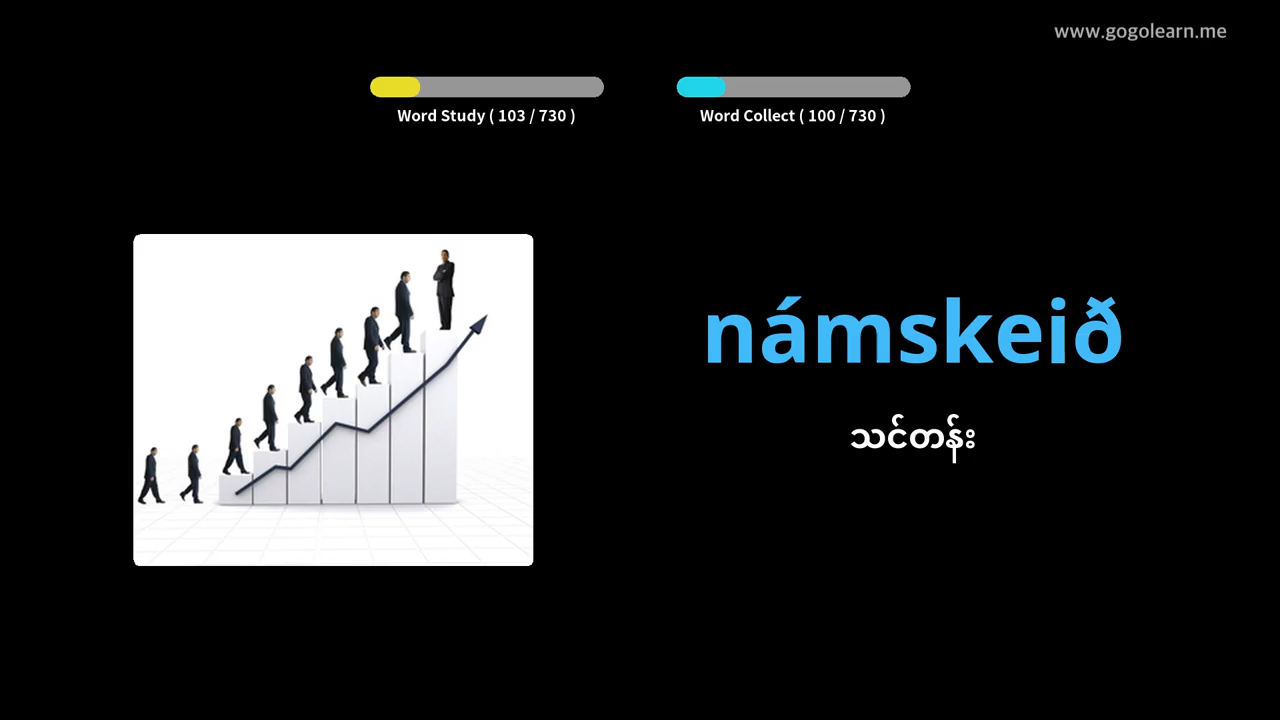 www.gogolearn.me
Word Study ( 103 / 730 )
Word Collect ( 100 / 730 )
námskeið
သင်တန်း